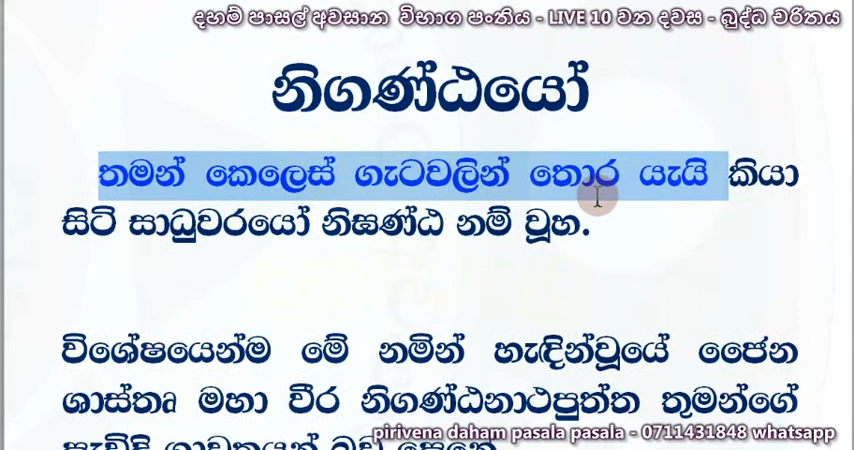 දහම් පාසල් අවසාන විභාග පංතිය - LIVE 10 වන දවස - බුද්ධ චරිතය
නිගණ්ඨයෝ
තමන් කෙලෙස් ගැටවලින් තොර යැයි කියා
සිටි සාධුවරයෝ නිඝණ්ඨ නම් වූහ.
විශේෂයෙන්ම මේ නමින් හැඳින්වූයේ ජෛන
ශාස්තෘ මහා වීර නිගණ්ඨනාථපුත්ත තුමන්ගේ
pirivena daham pasala pasala - 0711431848 whatsapp